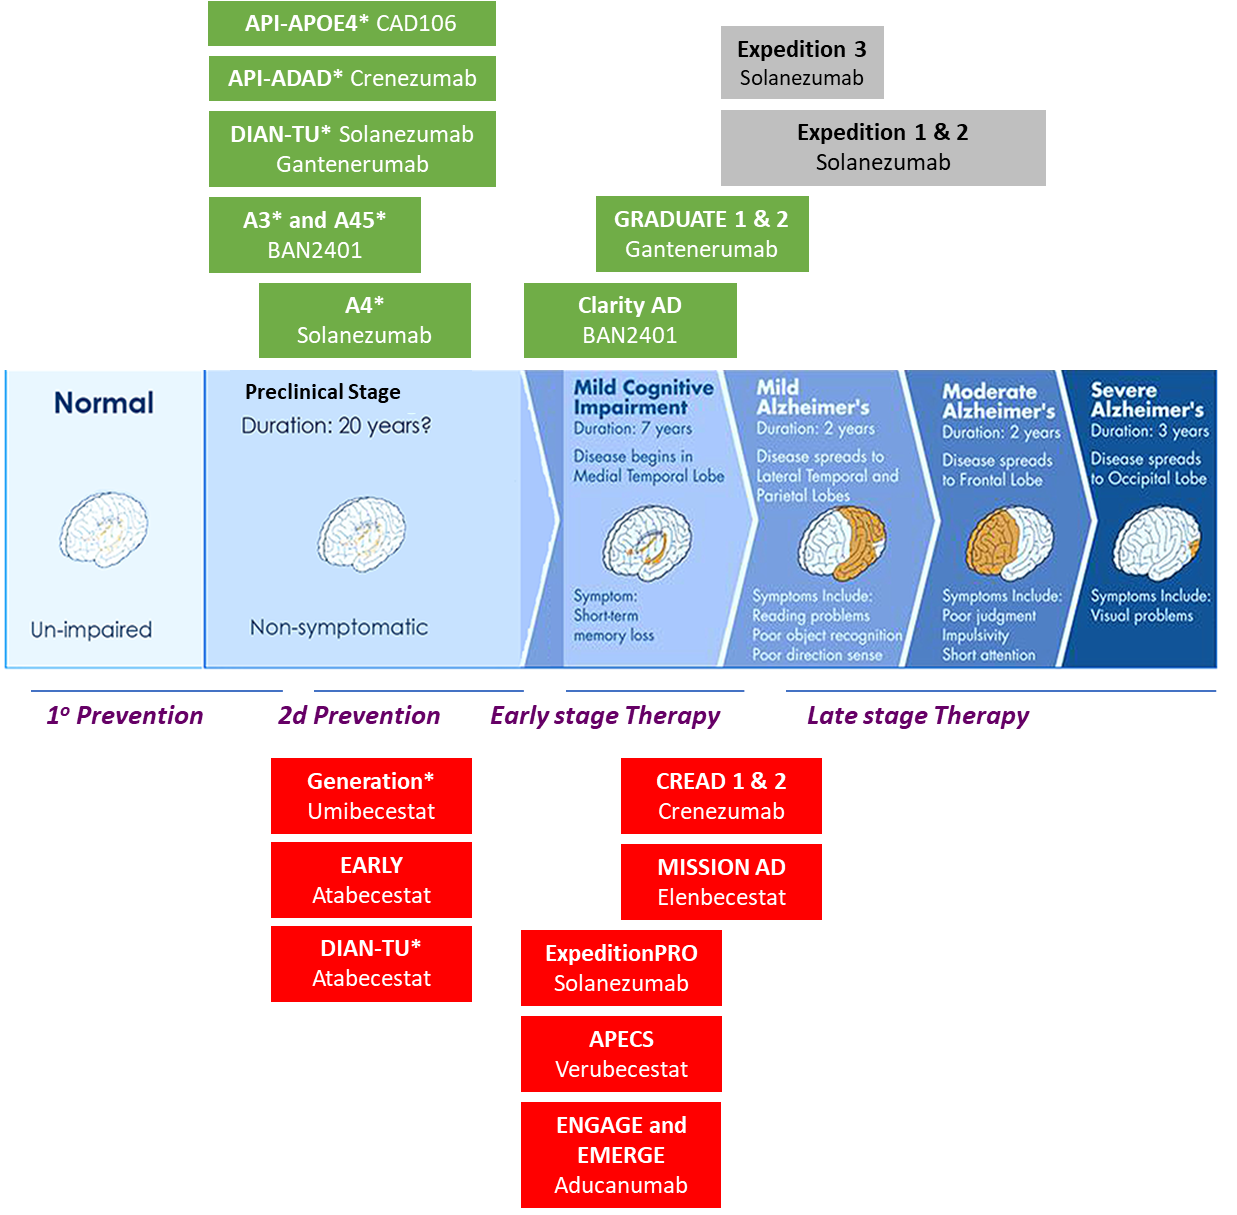 API-APOE4* CAD106
API-ADAD* Crenezumab
DIAN-TU* Solanezumab
Gantenerumab
A3* and A45*
BAN2401
A4*
Solanezumab
Expedition 3
Solanezumab
Expedition 1 & 2
Solanezumab
GRADUATE 1 & 2
Gantenerumab
Clarity AD
BAN2401
Normal
Un-impaired
Preclinical Stage
Duration: 20 years?
Non-symptomatic
Mild Cognitive
Impairment
Duration: 7 years
Disease begins in
Medial Temporal Lobe
Symptom:
Short-term
memory loss
Mild
Alzheimer's
Duration: 2 years
Disease spreads to
Lateral Temporal and
Parietal Lobes
Symptoms Include:
Reading problems
Poor object recognition
Poor direction sense
Moderate
Alzheimer's
Duration: 2 years
Disease spreads
to Frontal Lobe
Symptoms Include:
Poor judgment
Impulsivity
Short attention
Severe
Alzheimer's
Duration: 3 years
Disease spreads
to Occipital Lobe
Symptoms Include:
Visual problems
1º Prevention
2d Prevention
Early stage Therapy
Late stage Therapy
Generation*
Umibecestat
EARLY
Atabecestat
DIAN-TU*
Atabecestat
CREAD 1 & 2
Crenezumab
MISSION AD
Elenbecestat
ExpeditionPRO
Solanezumab
APECS
Verubecestat
ENGAGE and
EMERGE
Aducanumab